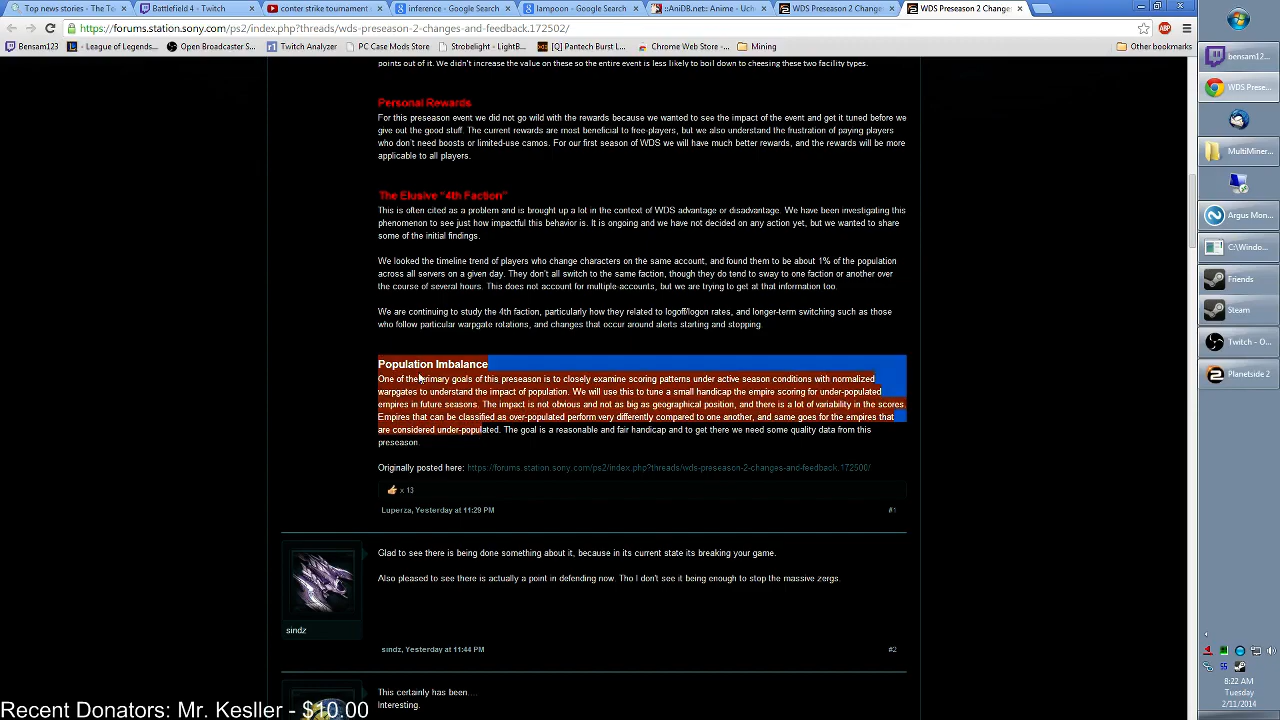 Top news stories - The Te
Battlefield 4 - Twitch
conter strike tournament
inference - Google Search
lampoon - Google Search
::AniDB.net:: Anime - Uch
WDS Preseason 2 Change
WDS Preseason 2 Change
https://forums.station.sony.com/ps2/index.php?threads/wds-preseason-2-changes-and-feedback.172502/
Bensam123
League of Legends...
Open Broadcaster S...
Twitch Analyzer
PC Case Mods Store
Strobelight - LightB...
[Q] Pantech Burst L...
Chrome Web Store -...
Mining
Other bookmarks
points out of it. We didn't increase the value on these so the entire event is less likely to boil down to cheesing these two facility types.
Personal Rewards
For this preseason event we did not go wild with the rewards because we wanted to see the impact of the event and get it tuned before we
give out the good stuff. The current rewards are most beneficial to free-players, but we also understand the frustration of paying players
who don't need boosts or limited-use camos. For our first season of WDS we will have much better rewards, and the rewards will be more
applicable to all players.
The Elusive "4th Faction"
This is often cited as a problem and is brought up a lot in the context of WDS advantage or disadvantage. We have been investigating this
phenomenon to see just how impactful this behavior is. It is ongoing and we have not decided on any action yet, but we wanted to share
some of the initial findings.
We looked the timeline trend of players who change characters on the same account, and found them to be about 1% of the population
across all servers on a given day. They don't all switch to the same faction, though they do tend to sway to one faction or another over
the course of several hours. This does not account for multiple-accounts, but we are trying to get at that information too.
We are continuing to study the 4th faction, particularly how they related to logoff/logon rates, and longer-term switching such as those
who follow particular warpgate rotations, and changes that occur around alerts starting and stopping.
Population Imbalance
One of the primary goals of this preseason is to closely examine scoring patterns under active season conditions with normalized
warpgates to understand the impact of population. We will use this to tune a small handicap the empire scoring for under-populated
empires in future seasons. The impact is not obvious and not as big as geographical position, and there is a lot of variability in the scores.
Empires that can be classified as over-populated perform very differently compared to one another, and same goes for the empires that
are considered under-populated. The goal is a reasonable and fair handicap and to get there we need some quality data from this
preseason.
Originally posted here: https://forums.station.sony.com/ps2/index.php?threads/wds-preseason-2-changes-and-feedback.172500/
x 13
Luperza, Yesterday at 11:29 PM
#1
Glad to see there is being done something about it, because in its current state its breaking your game.
Also pleased to see there is actually a point in defending now. Tho I don't see it being enough to stop the massive zergs.
sindz
sindz, Yesterday at 11:44 PM
#2
This certainly has been....
Interesting.
Recent Donators: Mr. Kesller - $10.00
bensam12...
WDS Prese...
MultiMiner...
Argus Mon...
C:\Windo...
Friends
Steam
Twitch - O...
Planetside 2
8:22 AM
Tuesday
2/11/2014